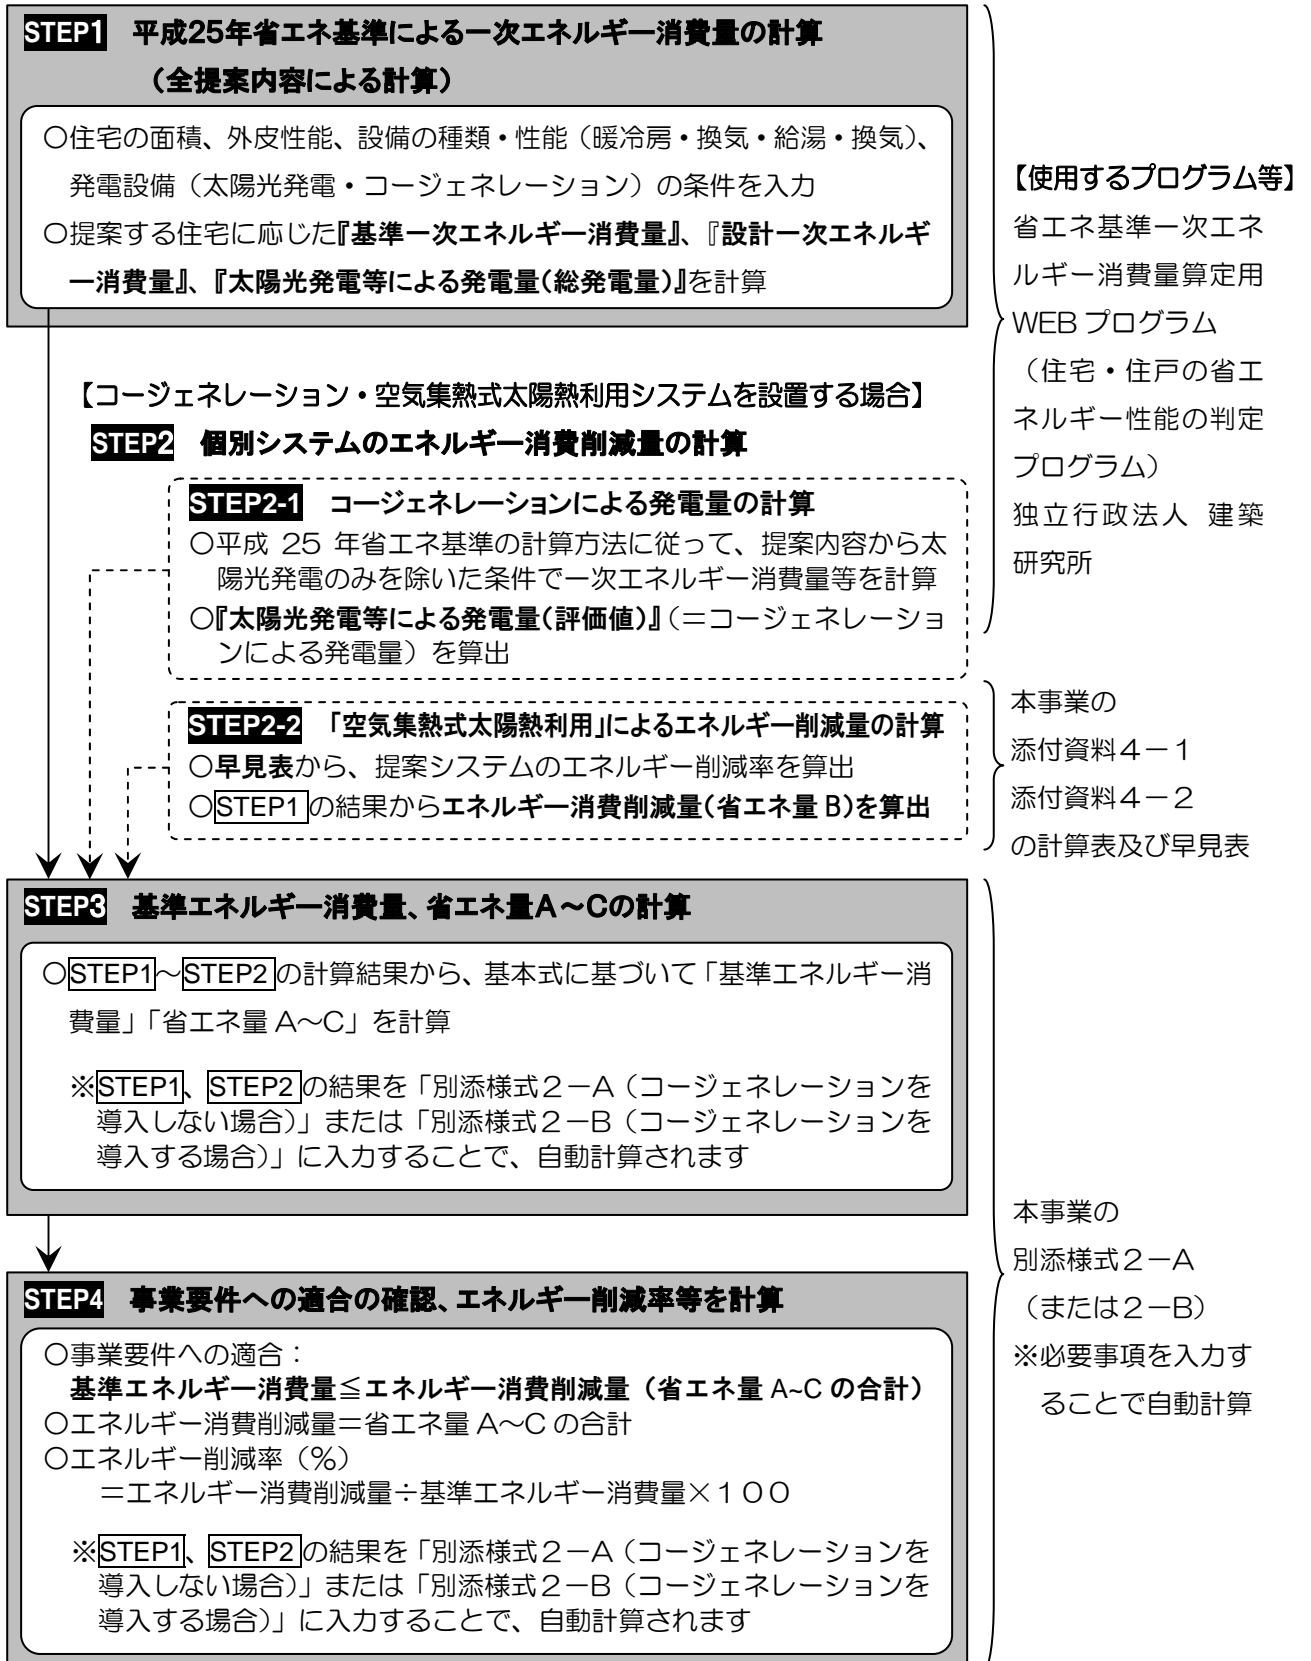 STEP1 平成25年省エネ基準による一次エネルギー消費量の計算
（全提案内容による計算）
○住宅の面積、外皮性能、設備の種類・性能（暖冷房・換気・給湯・換気）、
発電設備（太陽光発電・コージェネレーション）の条件を入力
○提案する住宅に応じた『基準一次エネルギー消費量』、『設計一次エネルギ
ー消費量』、『太陽光発電等による発電量（総発電量）』を計算
【使用するプログラム等】
省エネ基準一次エネ
ルギー消費量算定用
WEB プログラム
（住宅・住戸の省エ
ネルギー性能の判定
プログラム）
独立行政法人 建築
研究所
【コージェネレーション・空気集熱式太陽熱利用システムを設置する場合】
STEP2 個別システムのエネルギー消費削減量の計算
STEP2-1 コージェネレーションによる発電量の計算
○平成 25 年省エネ基準の計算方法に従って、提案内容から太
陽光発電のみを除いた条件で一次エネルギー消費量等を計算
○『太陽光発電等による発電量（評価値）』（＝コージェネレーショ
ンによる発電量）を算出
STEP2-2 「空気集熱式太陽熱利用」によるエネルギー削減量の計算
○早見表から、提案システムのエネルギー削減率を算出
○STEP1 の結果からエネルギー消費削減量（省エネ量 B）を算出
本事業の
添付資料４－１
添付資料４－２
の計算表及び早見表
STEP3 基準エネルギー消費量、省エネ量A～Cの計算
○STEP1～STEP2 の計算結果から、基本式に基づいて「基準エネルギー消
費量」「省エネ量 A～C」を計算
※STEP1、STEP2 の結果を「別添様式２－A（コージェネレーションを
導入しない場合）」または「別添様式２－B（コージェネレーションを
導入する場合）」に入力することで、自動計算されます
STEP4 事業要件への適合の確認、エネルギー削減率等を計算
○事業要件への適合：
基準エネルギー消費量≦エネルギー消費削減量（省エネ量 A~C の合計）
○エネルギー消費削減量＝省エネ量 A～C の合計
○エネルギー削減率（％）
＝エネルギー消費削減量÷基準エネルギー消費量×１００
※STEP1、STEP2 の結果を「別添様式２－A（コージェネレーションを
導入しない場合）」または「別添様式２－B（コージェネレーションを
導入する場合）」に入力することで、自動計算されます
本事業の
別添様式２－A
（または２－B）
※必要事項を入力す
ることで自動計算